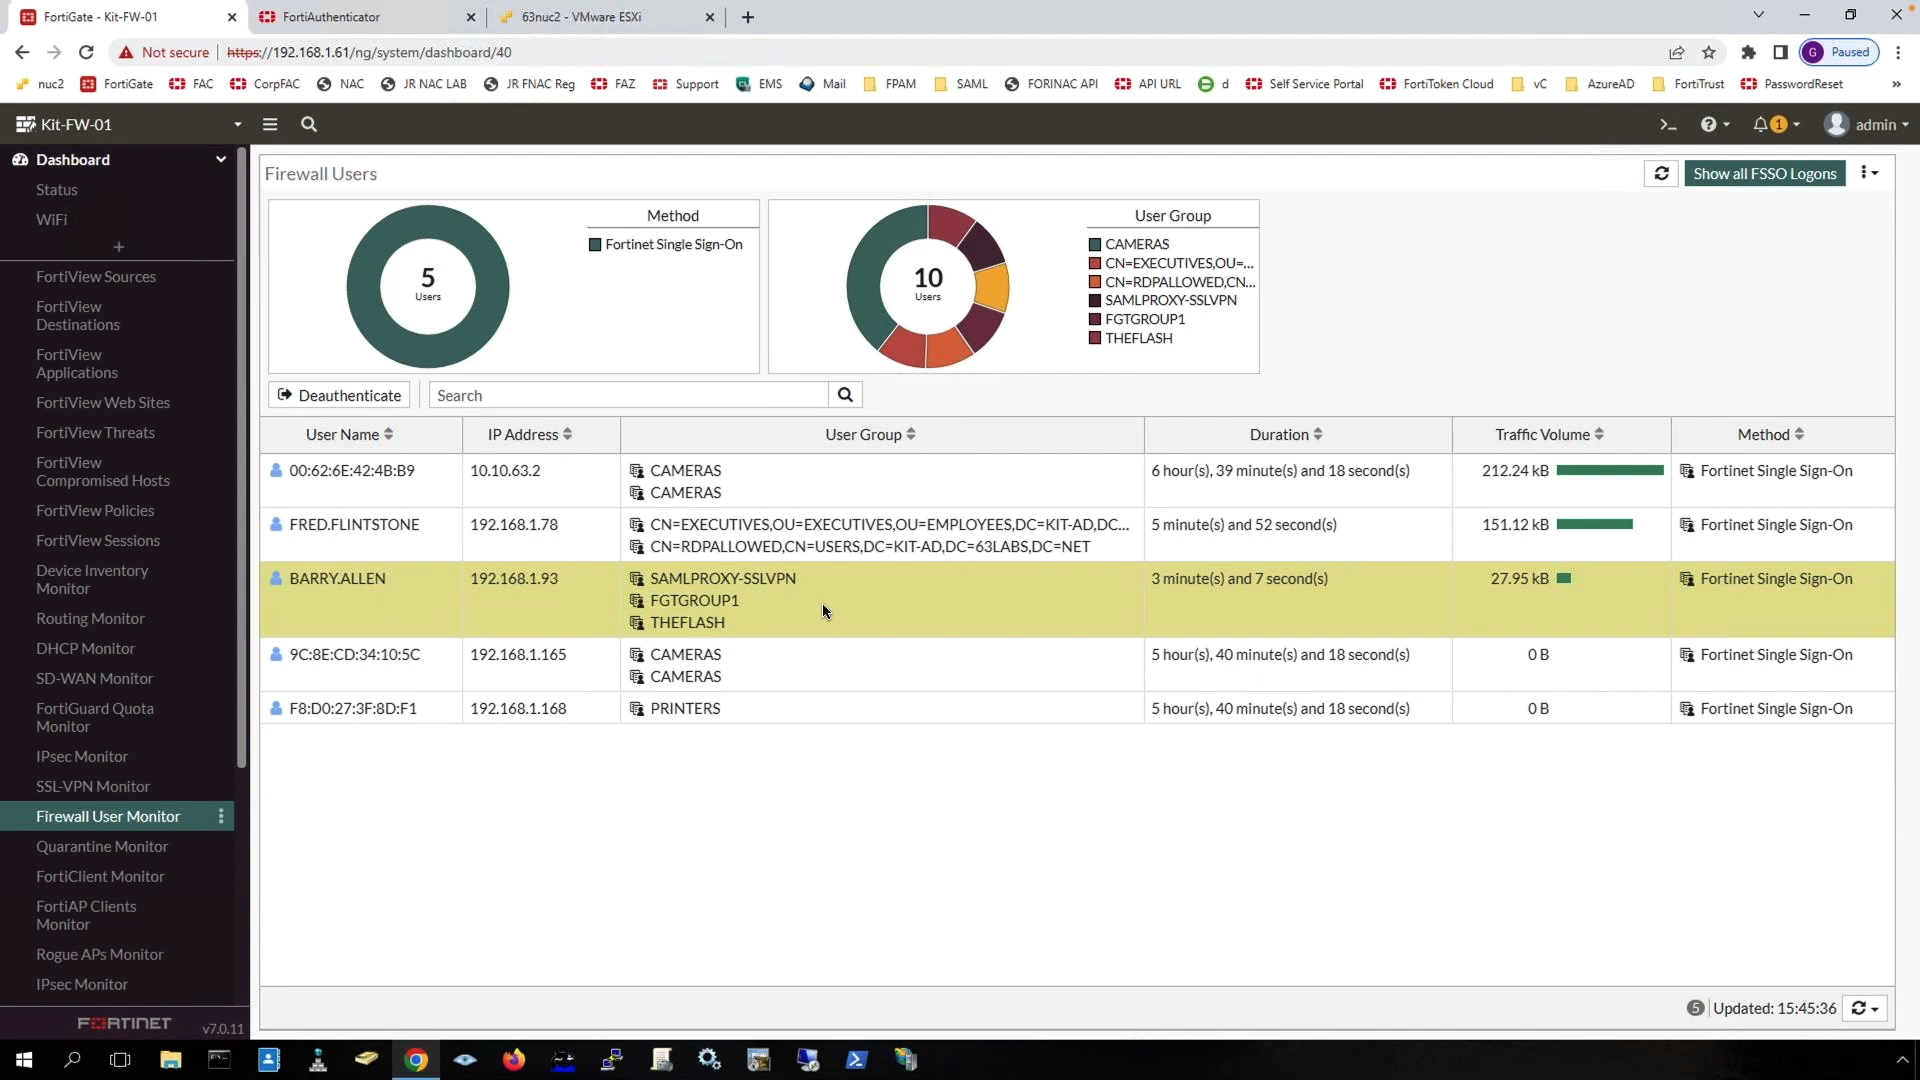 FortiGate - Kit-FW-01
FortiAuthenticator
63nuc2 - VMware ESXi
Not secure
https://192.168.1.61/ng/system/dashboard/40
G Paused
nuc2
FortiGate
FAC
CorpFAC
NAC
JR NAC LAB
JR FNAC Reg
FAZ
Support
EMS
Mail
FPAM
SAML
FORINAC API
API URL
d
Self Service Portal
FortiToken Cloud
vC
AzureAD
FortiTrust
PasswordReset
»
Kit-FW-01
>_
1
admin
Dashboard
Status
WiFi
+
FortiView Sources
FortiView
Destinations
FortiView
Applications
FortiView Web Sites
FortiView Threats
FortiView
Compromised Hosts
FortiView Policies
FortiView Sessions
Device Inventory
Monitor
Routing Monitor
DHCP Monitor
SD-WAN Monitor
FortiGuard Quota
Monitor
IPsec Monitor
SSL-VPN Monitor
Firewall User Monitor
Quarantine Monitor
FortiClient Monitor
FortiAP Clients
Monitor
Rogue APs Monitor
IPsec Monitor
FORTINET
v7.0.11
Firewall Users
Show all FSSO Logons
5
Users
Method
Fortinet Single Sign-On
10
Users
User Group
CAMERAS
CN=EXECUTIVES,OU=...
CN=RDPALLOWED,CN...
SAMLPROXY-SSLVPN
FGTGROUP1
THEFLASH
Deauthenticate
Search
User Name IP Address User Group Duration Traffic Volume Method
00:62:6E:42:4B:B9 10.10.63.2 CAMERAS 6 hour(s), 39 minute(s) and 18 second(s) 212.24 kB Fortinet Single Sign-On
CAMERAS
FRED.FLINTSTONE 192.168.1.78 CN=EXECUTIVES,OU=EXECUTIVES,OU=EMPLOYEES,DC=KIT-AD,DC... 5 minute(s) and 52 second(s) 151.12 kB Fortinet Single Sign-On
CN=RDPALLOWED,CN=USERS,DC=KIT-AD,DC=63LABS,DC=NET
BARRY.ALLEN 192.168.1.93 SAMLPROXY-SSLVPN 3 minute(s) and 7 second(s) 27.95 kB Fortinet Single Sign-On
FGTGROUP1
THEFLASH
9C:8E:CD:34:10:5C 192.168.1.165 CAMERAS 5 hour(s), 40 minute(s) and 18 second(s) 0 B Fortinet Single Sign-On
CAMERAS
F8:D0:27:3F:8D:F1 192.168.1.168 PRINTERS 5 hour(s), 40 minute(s) and 18 second(s) 0 B Fortinet Single Sign-On
5 Updated: 15:45:36